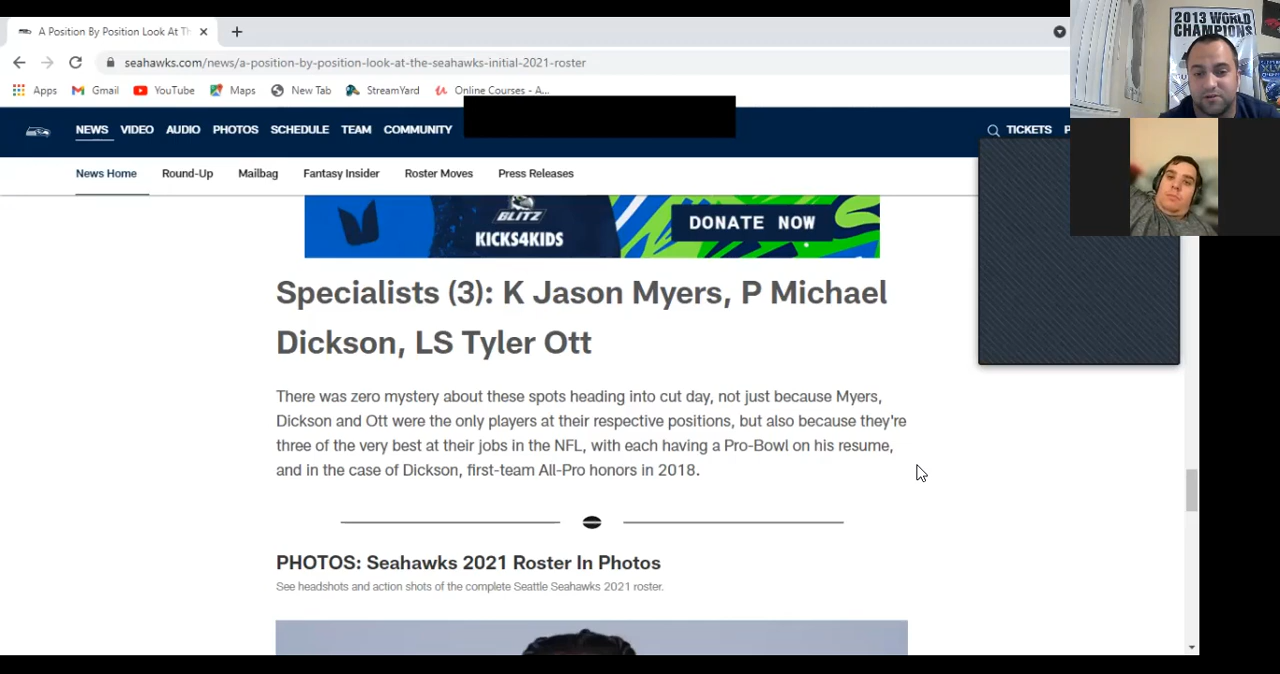 A Position By Position Look At Th
seahawks.com/news/a-position-by-position-look-at-the-seahawks-initial-2021-roster
Apps Gmail YouTube Maps New Tab StreamYard Online Courses - A...
NEWS VIDEO AUDIO PHOTOS SCHEDULE TEAM COMMUNITY TICKETS P
News Home Round-Up Mailbag Fantasy Insider Roster Moves Press Releases
BLITZ
KICKS4KIDS
DONATE NOW
Specialists (3): K Jason Myers, P Michael
Dickson, LS Tyler Ott
There was zero mystery about these spots heading into cut day, not just because Myers,
Dickson and Ott were the only players at their respective positions, but also because they're
three of the very best at their jobs in the NFL, with each having a Pro-Bowl on his resume,
and in the case of Dickson, first-team All-Pro honors in 2018.
PHOTOS: Seahawks 2021 Roster In Photos
See headshots and action shots of the complete Seattle Seahawks 2021 roster.
2013 WORLD
CHAMPIONS